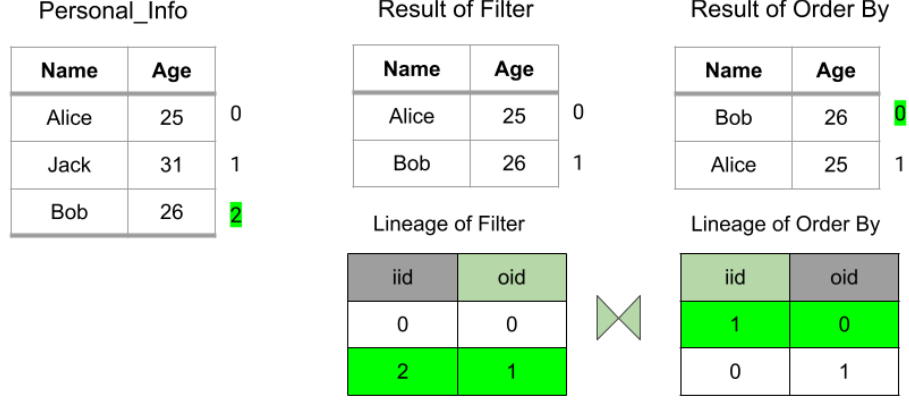 Personal_Info
Name Age
Alice 25 0
Jack 31 1
Bob 26 2
Result of Filter
Name Age
Alice 25 0
Bob 26 1
Result of Order By
Name Age
Bob 26 0
Alice 25 1
Lineage of Filter
iid oid
0 0
2 1
Lineage of Order By
iid oid
1 0
0 1